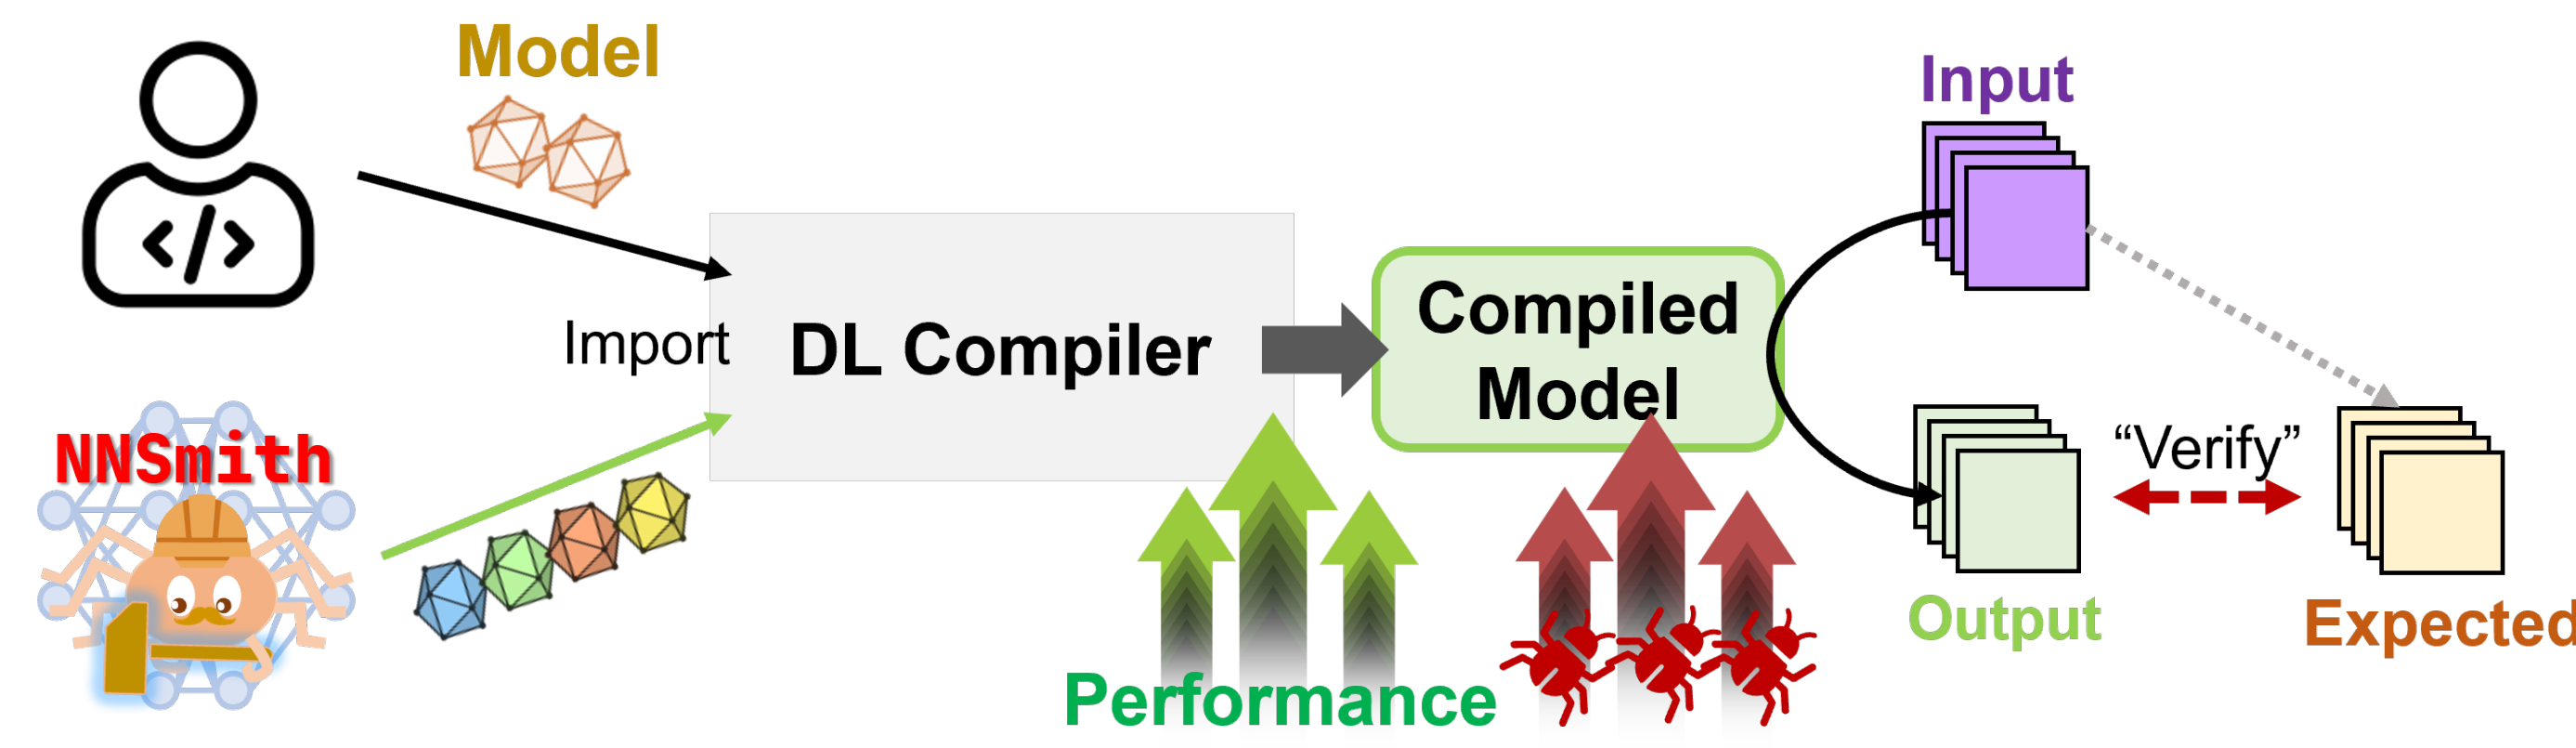 Model
</>
Import
DL Compiler
Compiled
Model
Input
Output
“Verify”
Expected
NNSmith
Performance